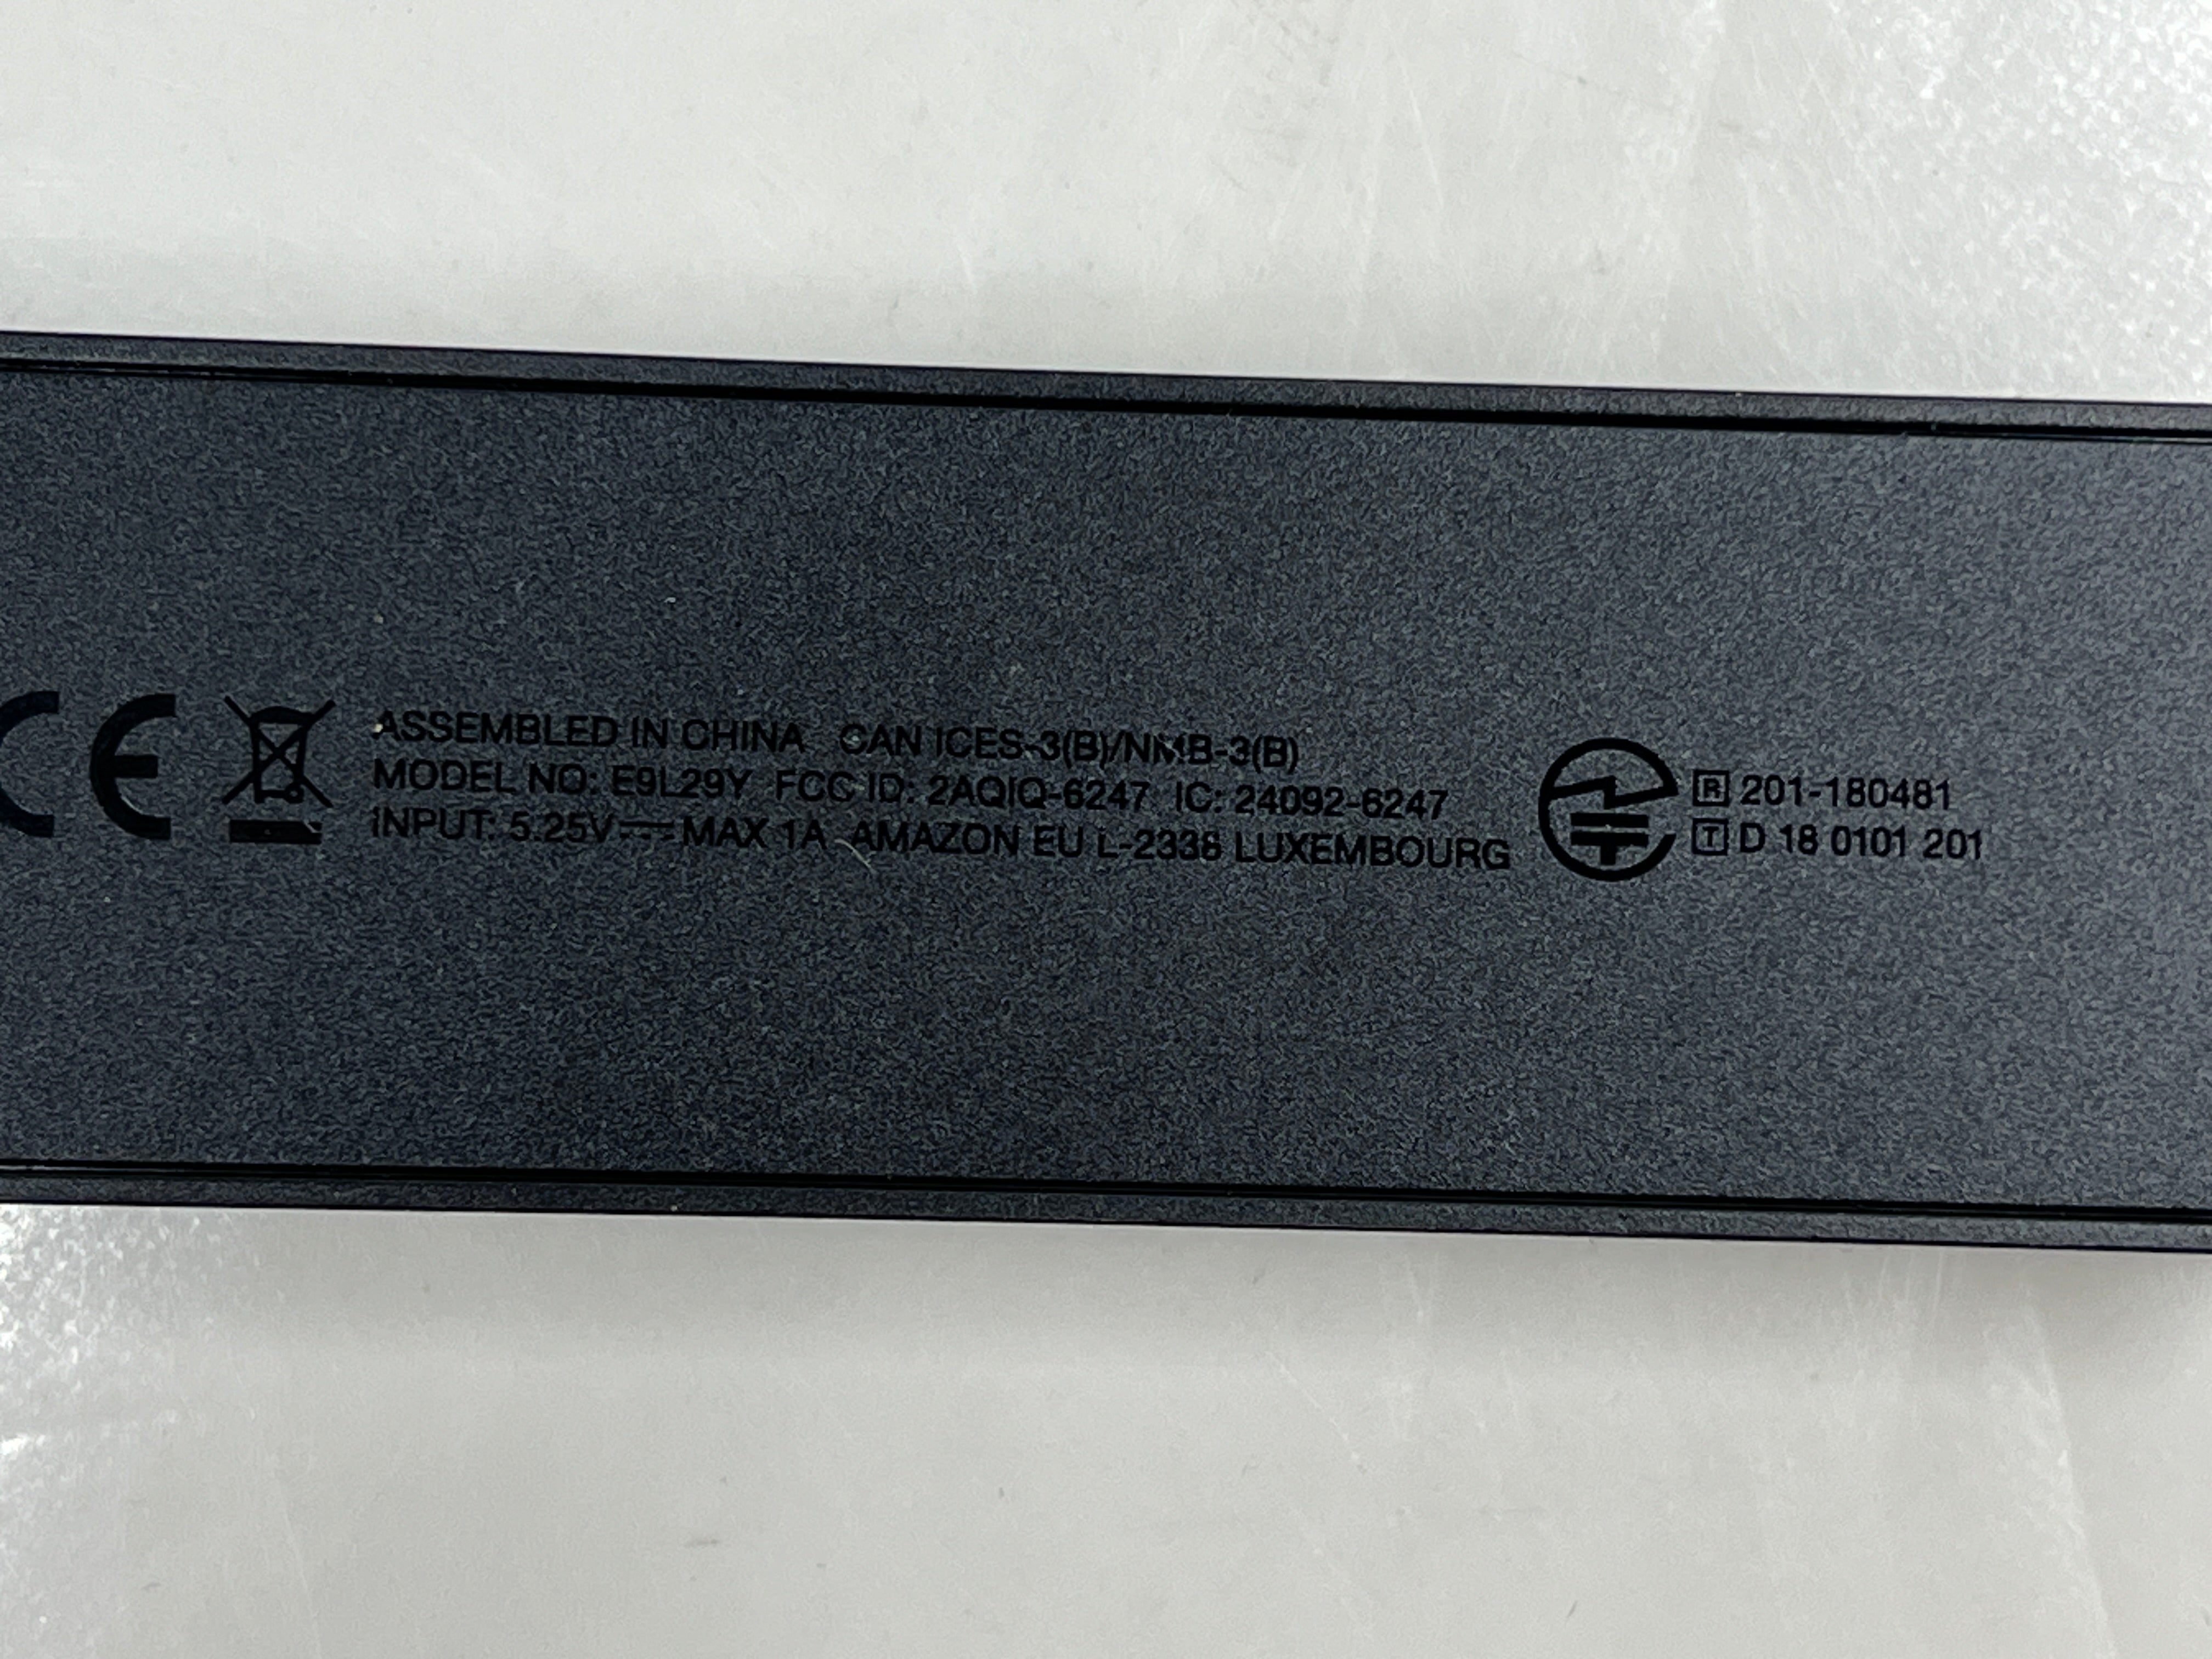 CE ASSEMBLED IN CHINA CAN ICES-3(B)/NMB-3(B)
MODEL NO: E9L29Y FCC ID: 2AQIQ-6247 IC: 24092-6247
INPUT: 5.25V⎓MAX 1A AMAZON EU L-2338 LUXEMBOURG
R 201-180481
T D 18 0101 201